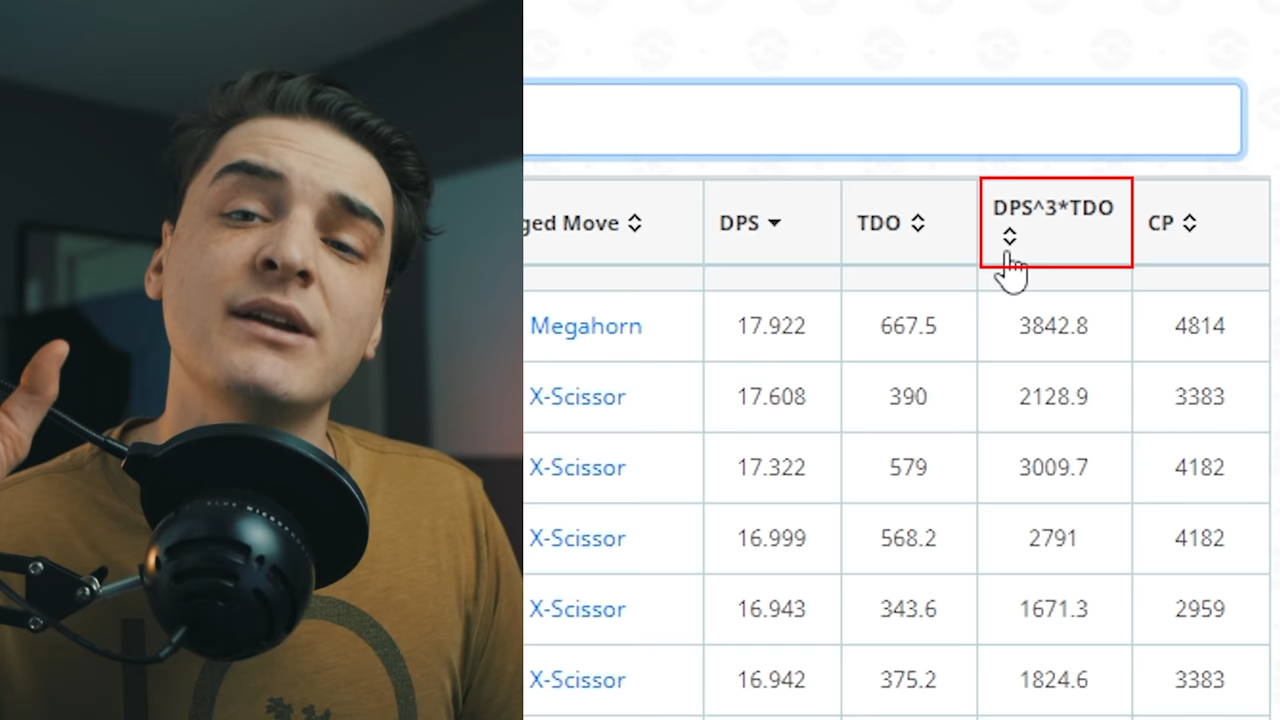 ged Move DPS TDO DPS^3*TDO CP
Megahorn 17.922 667.5 3842.8 4814
X-Scissor 17.608 390 2128.9 3383
X-Scissor 17.322 579 3009.7 4182
X-Scissor 16.999 568.2 2791 4182
X-Scissor 16.943 343.6 1671.3 2959
X-Scissor 16.942 375.2 1824.6 3383